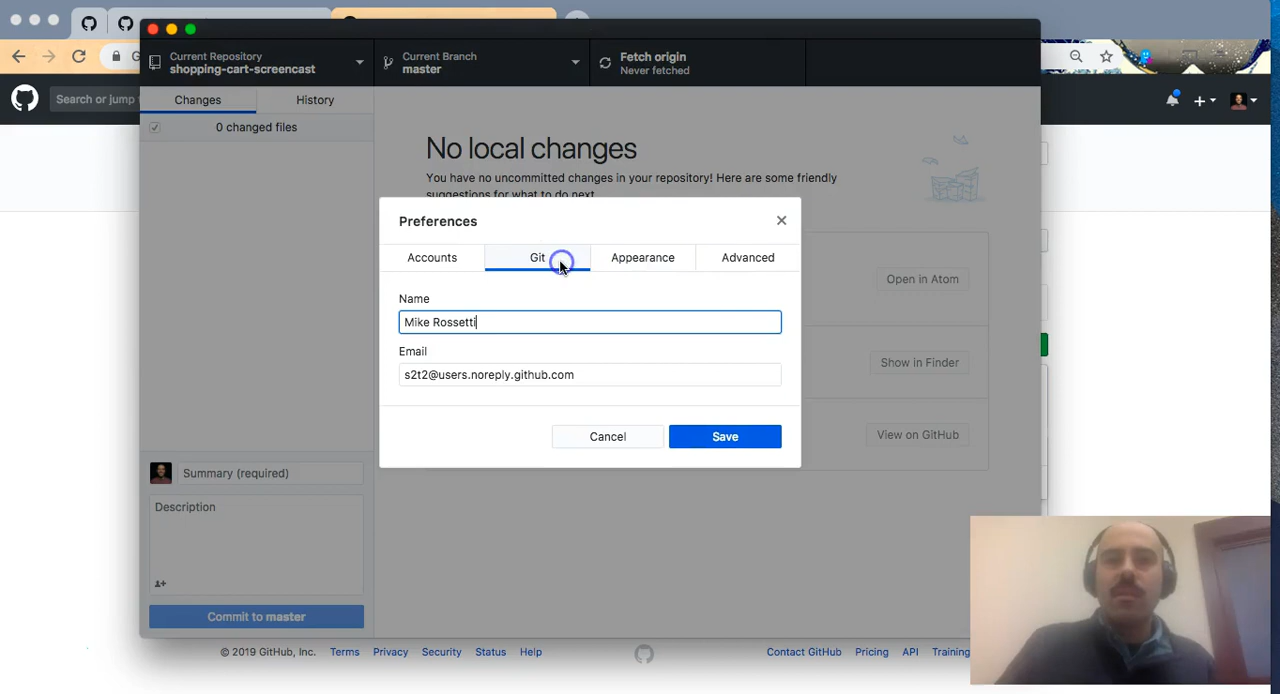 G
Search or jump t
Current Repository
shopping-cart-screencast
Current Branch
master
Fetch origin
Never fetched
Changes
History
0 changed files
No local changes
You have no uncommitted changes in your repository! Here are some friendly
suggestions for what to do next
Preferences
Accounts
Git
Appearance
Advanced
Name
Mike Rossetti
Email
s2t2@users.noreply.github.com
Cancel
Save
Open in Atom
Show in Finder
View on GitHub
Summary (required)
Description
Commit to master
© 2019 GitHub, Inc.
Terms
Privacy
Security
Status
Help
Contact GitHub
Pricing
API
Training